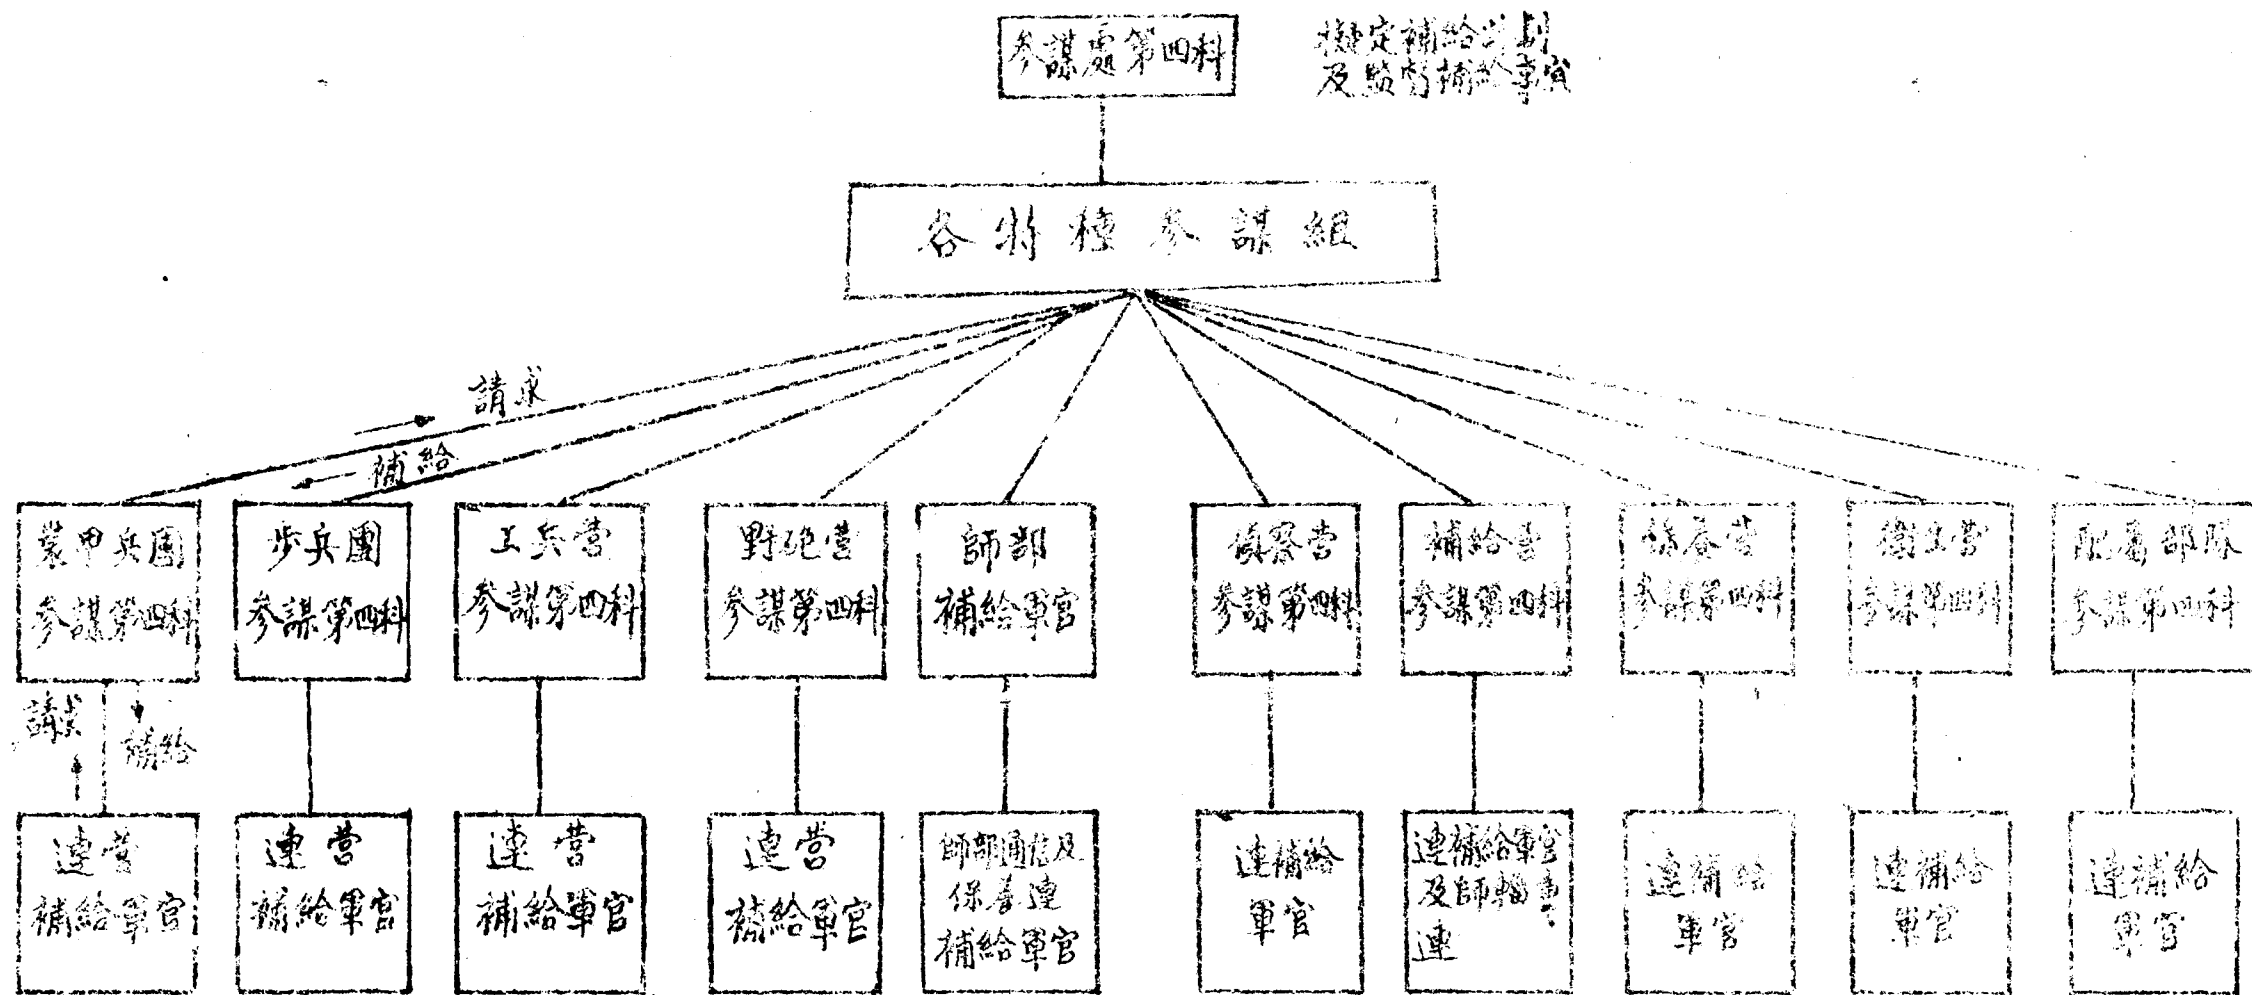 參謀處第四科
擬定補給計劃
及監督補給事宜
各特種參謀組
請求
補給
裝甲兵團
參謀第四科
步兵團
參謀第四科
工兵營
參謀第四科
野砲營
參謀第四科
師部
補給軍官
偵察營
參謀第四科
補給營
參謀第四科
保養營
參謀第四科
衛生營
參謀第四科
配屬部隊
參謀第四科
請求
補給
連營
補給軍官
連營
補給軍官
連營
補給軍官
連營
補給軍官
師部通信及
保養連
補給軍官
連補給
軍官
連補給軍官
及師輜重
連
連補給
軍官
連補給
軍官
連補給
軍官